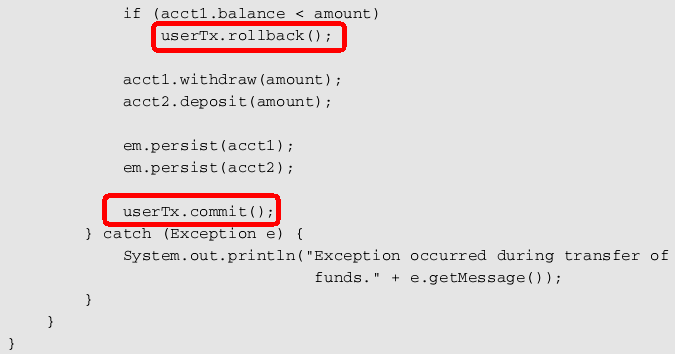 if (acct1.balance < amount)
userTx.rollback();
acct1.withdraw(amount);
acct2.deposit(amount);
em.persist(acct1);
em.persist(acct2);
userTx.commit();
} catch (Exception e) {
System.out.println("Exception occurred during transfer of
funds." + e.getMessage());
}
}
}